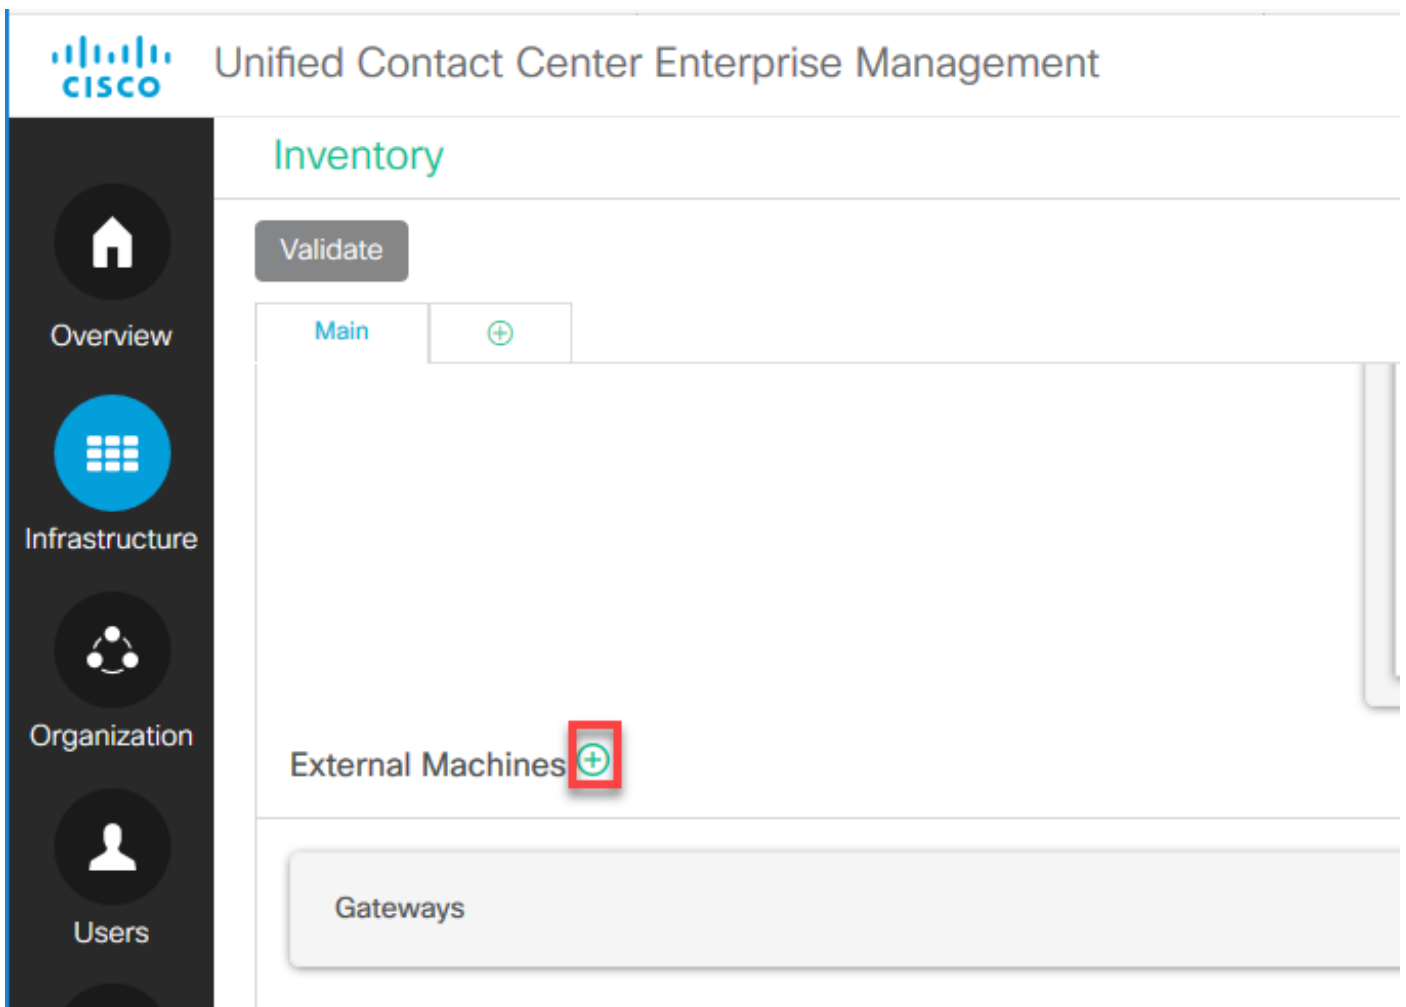 CISCO
Unified Contact Center Enterprise Management
Inventory
Validate
Main
Overview
Infrastructure
Organization
Users
External Machines
Gateways